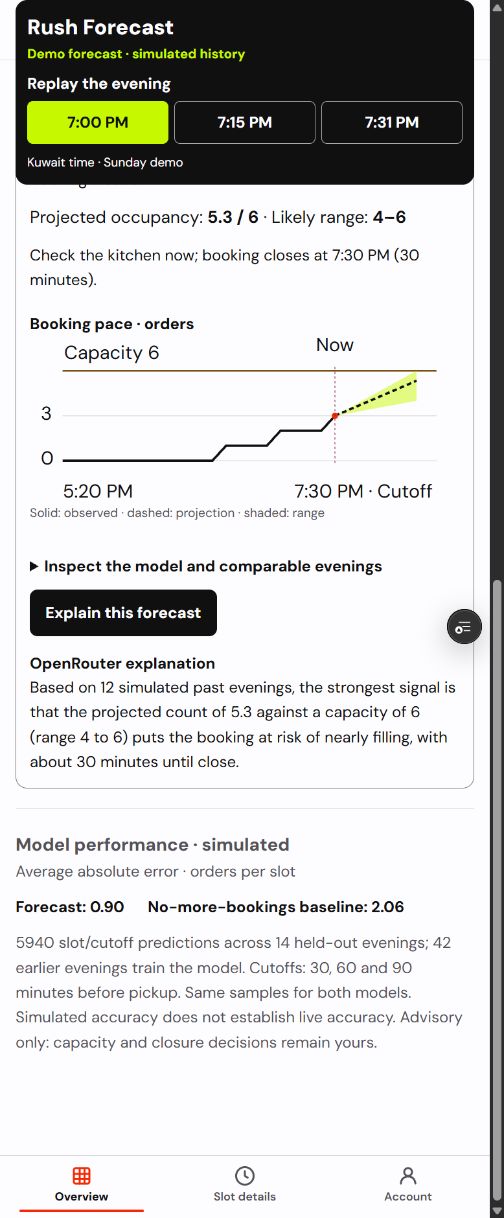 Rush Forecast
Demo forecast · simulated history
Replay the evening
7:00 PM
7:15 PM
7:31 PM
Kuwait time · Sunday demo
Projected occupancy: 5.3 / 6 · Likely range: 4–6
Check the kitchen now; booking closes at 7:30 PM (30
minutes).
Booking pace · orders
Capacity 6
Now
3
0
5:20 PM
7:30 PM · Cutoff
Solid: observed · dashed: projection · shaded: range
Inspect the model and comparable evenings
Explain this forecast
OpenRouter explanation
Based on 12 simulated past evenings, the strongest signal is
that the projected count of 5.3 against a capacity of 6
(range 4 to 6) puts the booking at risk of nearly filling, with
about 30 minutes until close.
Model performance · simulated
Average absolute error · orders per slot
Forecast: 0.90 No-more-bookings baseline: 2.06
5940 slot/cutoff predictions across 14 held-out evenings; 42
earlier evenings train the model. Cutoffs: 30, 60 and 90
minutes before pickup. Same samples for both models.
Simulated accuracy does not establish live accuracy. Advisory
only: capacity and closure decisions remain yours.
Overview
Slot details
Account